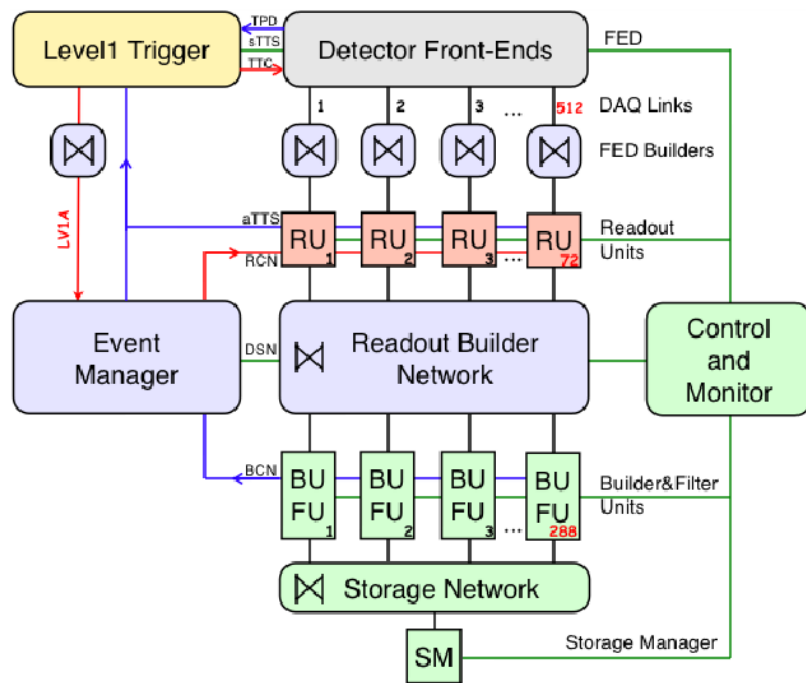 Level1 Trigger
TPD
sTTS
TTC
Detector Front-Ends
FED
1
2
3
...
512
DAQ Links
FED Builders
LV1A
aTTS
RCN
RU
1
RU
2
RU
3
...
RU
72
Readout
Units
Event
Manager
DSN
Readout Builder
Network
Control
and
Monitor
BCN
BU
FU
1
BU
FU
2
BU
FU
3
...
BU
FU
288
Builder&Filter
Units
Storage Network
SM
Storage Manager